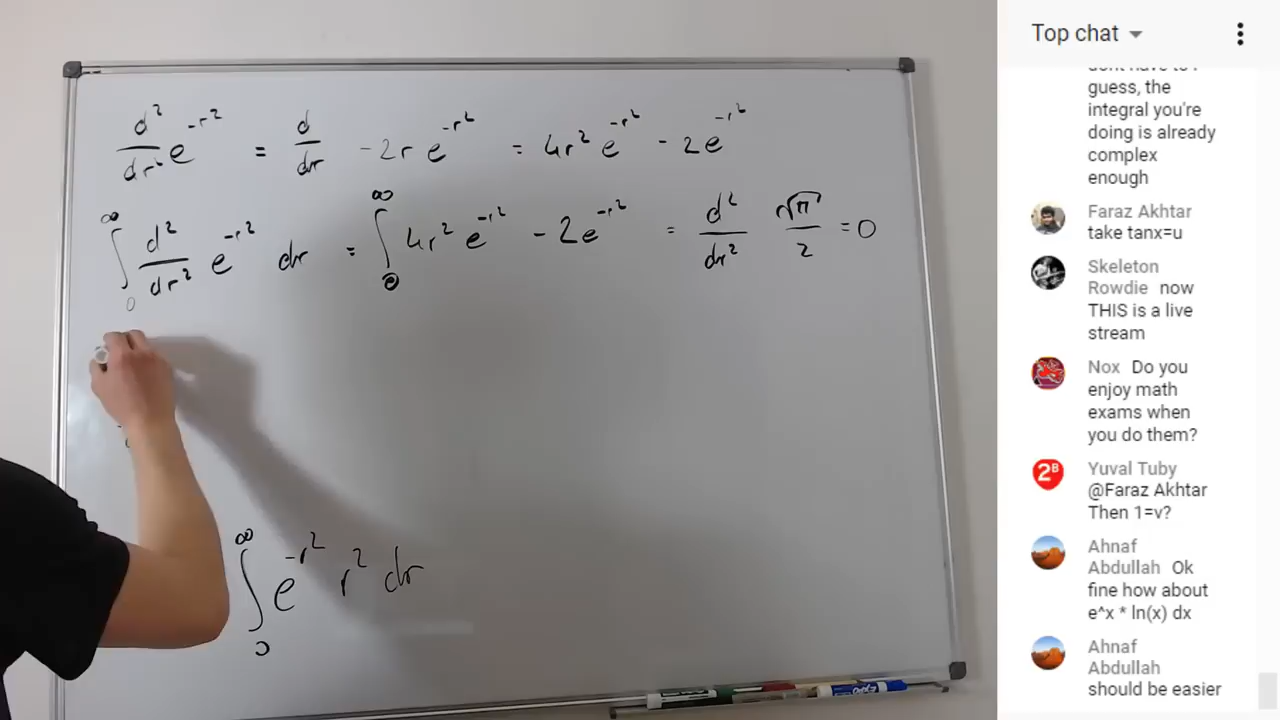 d²/dr² e^-r² = d/dr -2r e^-r² = 4r² e^-r² - 2e^-r²
∫₀^∞ d²/dr² e^-r² dr = ∫₀^∞ 4r² e^-r² - 2e^-r² = d²/dr² √π/2 = 0
∫₀^∞ e^-r² r² dr
Top chat
guess, the
integral you're
doing is already
complex
enough
Faraz Akhtar
take tanx=u
Skeleton
Rowdie now
THIS is a live
stream
Nox Do you
enjoy math
exams when
you do them?
Yuval Tuby
@Faraz Akhtar
Then 1=v?
Ahnaf
Abdullah Ok
fine how about
e^x * ln(x) dx
Ahnaf
Abdullah
should be easier